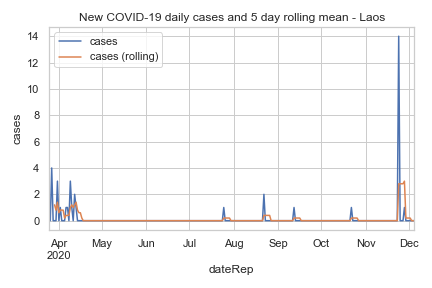 New COVID-19 daily cases and 5 day rolling mean - Laos
cases
cases (rolling)
14
12
10
8
6
4
2
0
cases
Apr May Jun Jul Aug Sep Oct Nov Dec
2020
dateRep